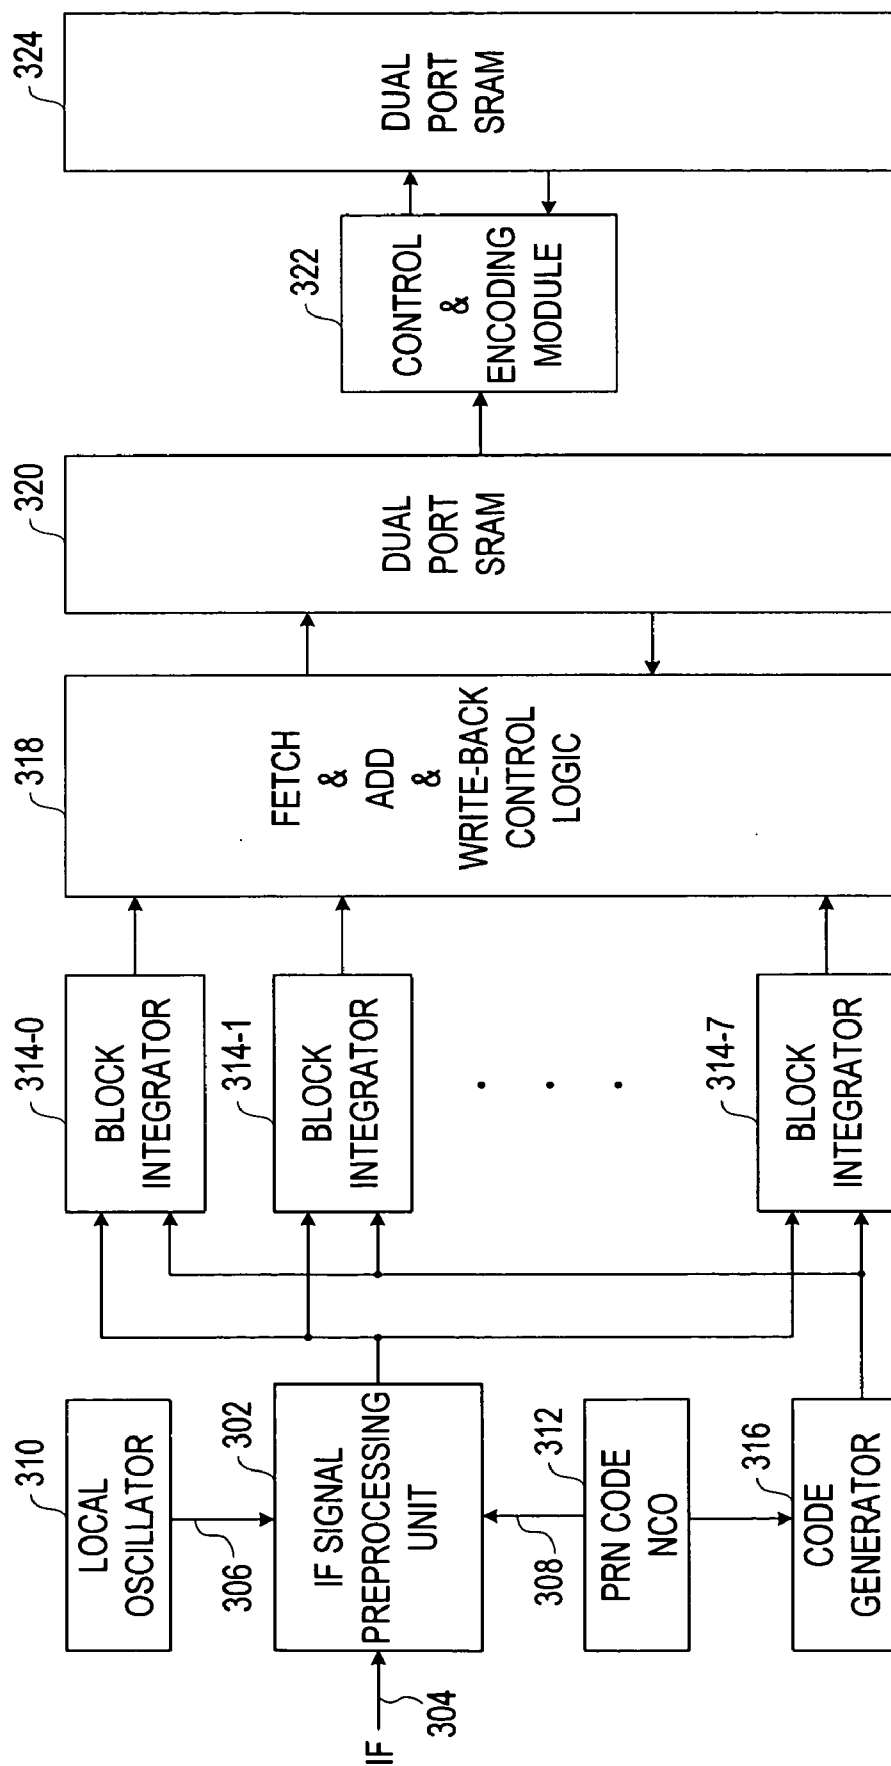 310
LOCAL
OSCILLATOR
306
IF
304
302
IF SIGNAL
PREPROCESSING
UNIT
308
312
PRN CODE
NCO
316
CODE
GENERATOR
314-0
BLOCK
INTEGRATOR
314-1
BLOCK
INTEGRATOR
314-7
BLOCK
INTEGRATOR
318
FETCH
&
ADD
&
WRITE-BACK
CONTROL
LOGIC
320
DUAL
PORT
SRAM
322
CONTROL
&
ENCODING
MODULE
324
DUAL
PORT
SRAM